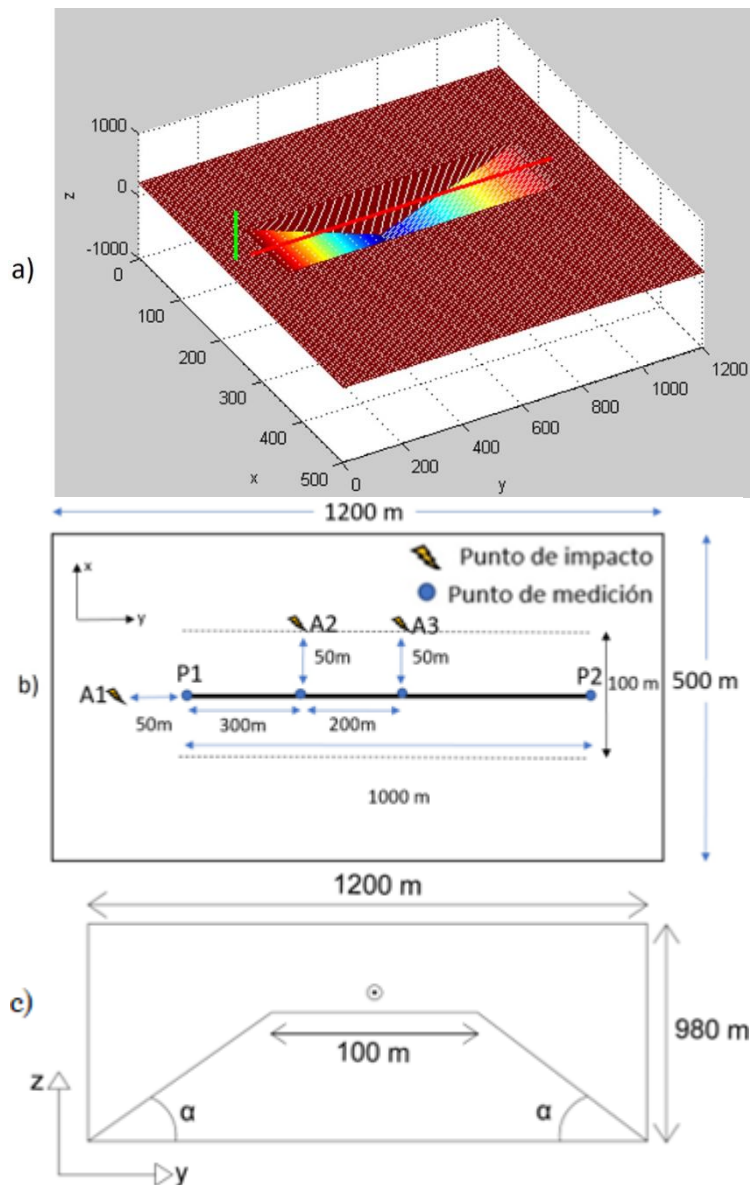 a)
1000
0
-1000
z
0
100
200
300
400
500
x
0
200
400
600
800
1000
1200
y
1200 m
b)
x
y
Punto de impacto
Punto de medición
A2
A3
50m
50m
P1
P2
A1
50m
300m
200m
100 m
500 m
1000 m
1200 m
c)
100 m
980 m
α
α
z
y